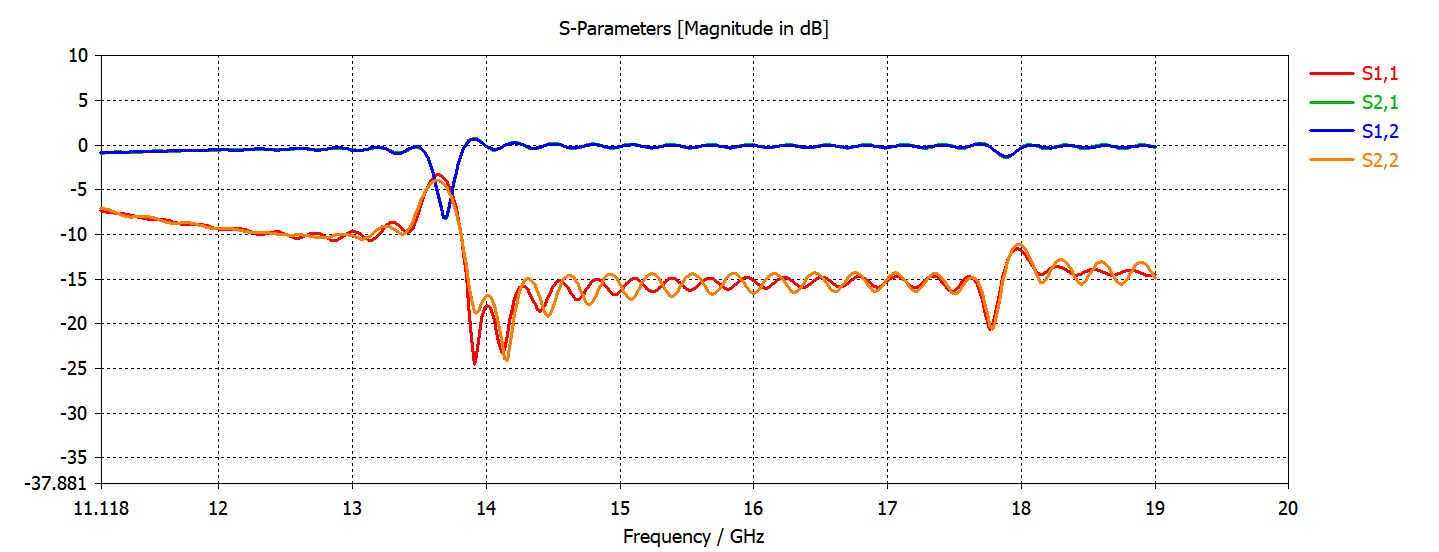 S-Parameters [Magnitude in dB]
10
5
0
-5
-10
-15
-20
-25
-30
-35
-37.881
11.118 12 13 14 15 16 17 18 19 20
Frequency / GHz
S1,1
S2,1
S1,2
S2,2